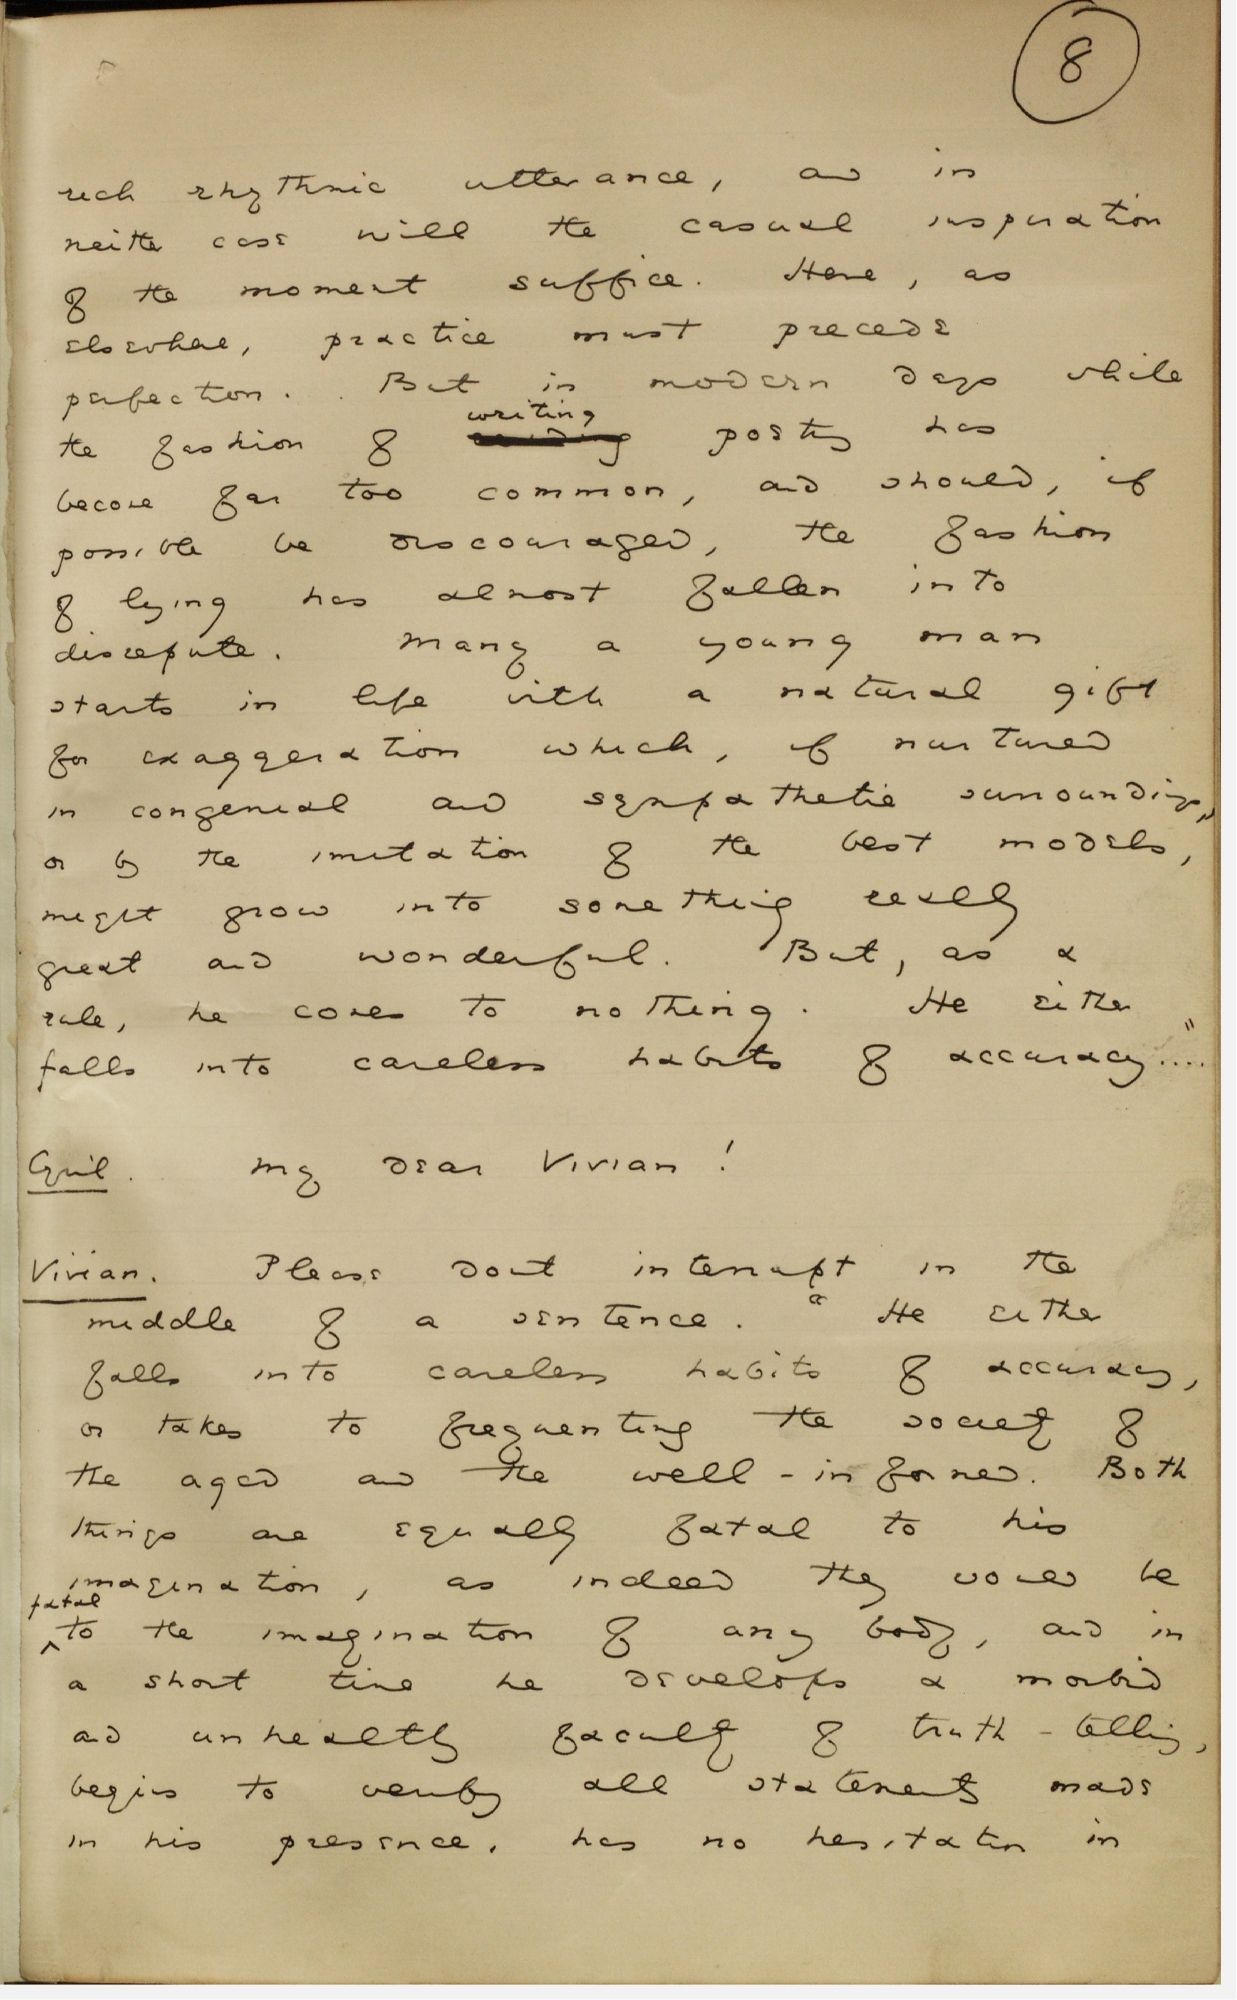 8
rich rhythmic utterance, and in
neither case will the casual inspiration
of the moment suffice. Here, as
elsewhere, practice must precede
perfection. But in modern days while
writing
the fashion of poetry has
become far too common, and should, if
possible be discouraged, the fashion
of lying has almost fallen into
disrepute. Many a young man
starts in life with a natural gift
for exaggeration which, if nurtured
in congenial and sympathetic surroundings,
or by the imitation of the best models,
might grow into something really
great and wonderful. But, as a
rule, he comes to nothing. He either
falls into careless habits of accuracy...."
Cyril. My dear Vivian!
Vivian. Please dont interrupt in the
middle of a sentence. "He either
falls into careless habits of accuracy,
or takes to frequenting the society of
the aged and the well-informed. Both
things are equally fatal to his
imagination, as indeed they would be
fatal
to the imagination of any body, and in
a short time he develops a morbid
and unhealthy faculty of truth-telling,
begins to verify all statements made
in his presence, has no hesitation in